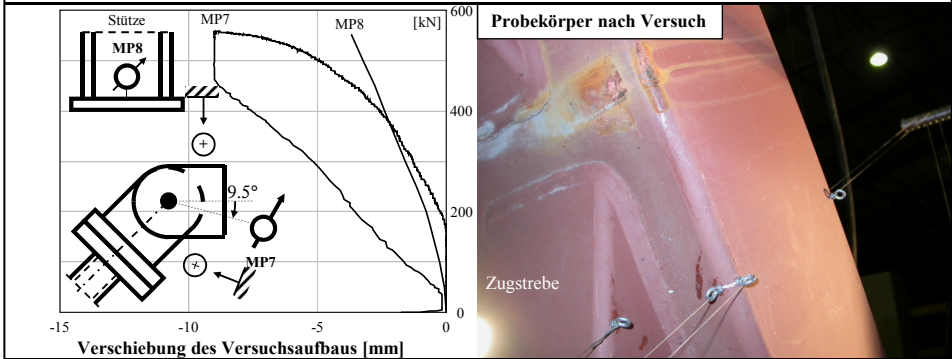 Stütze
MP8
MP7
MP8
[kN]
600
400
200
0
9.5°
MP7
-15
-10
-5
0
Verschiebung des Versuchsaufbaus [mm]
Probekörper nach Versuch
Zugstrebe